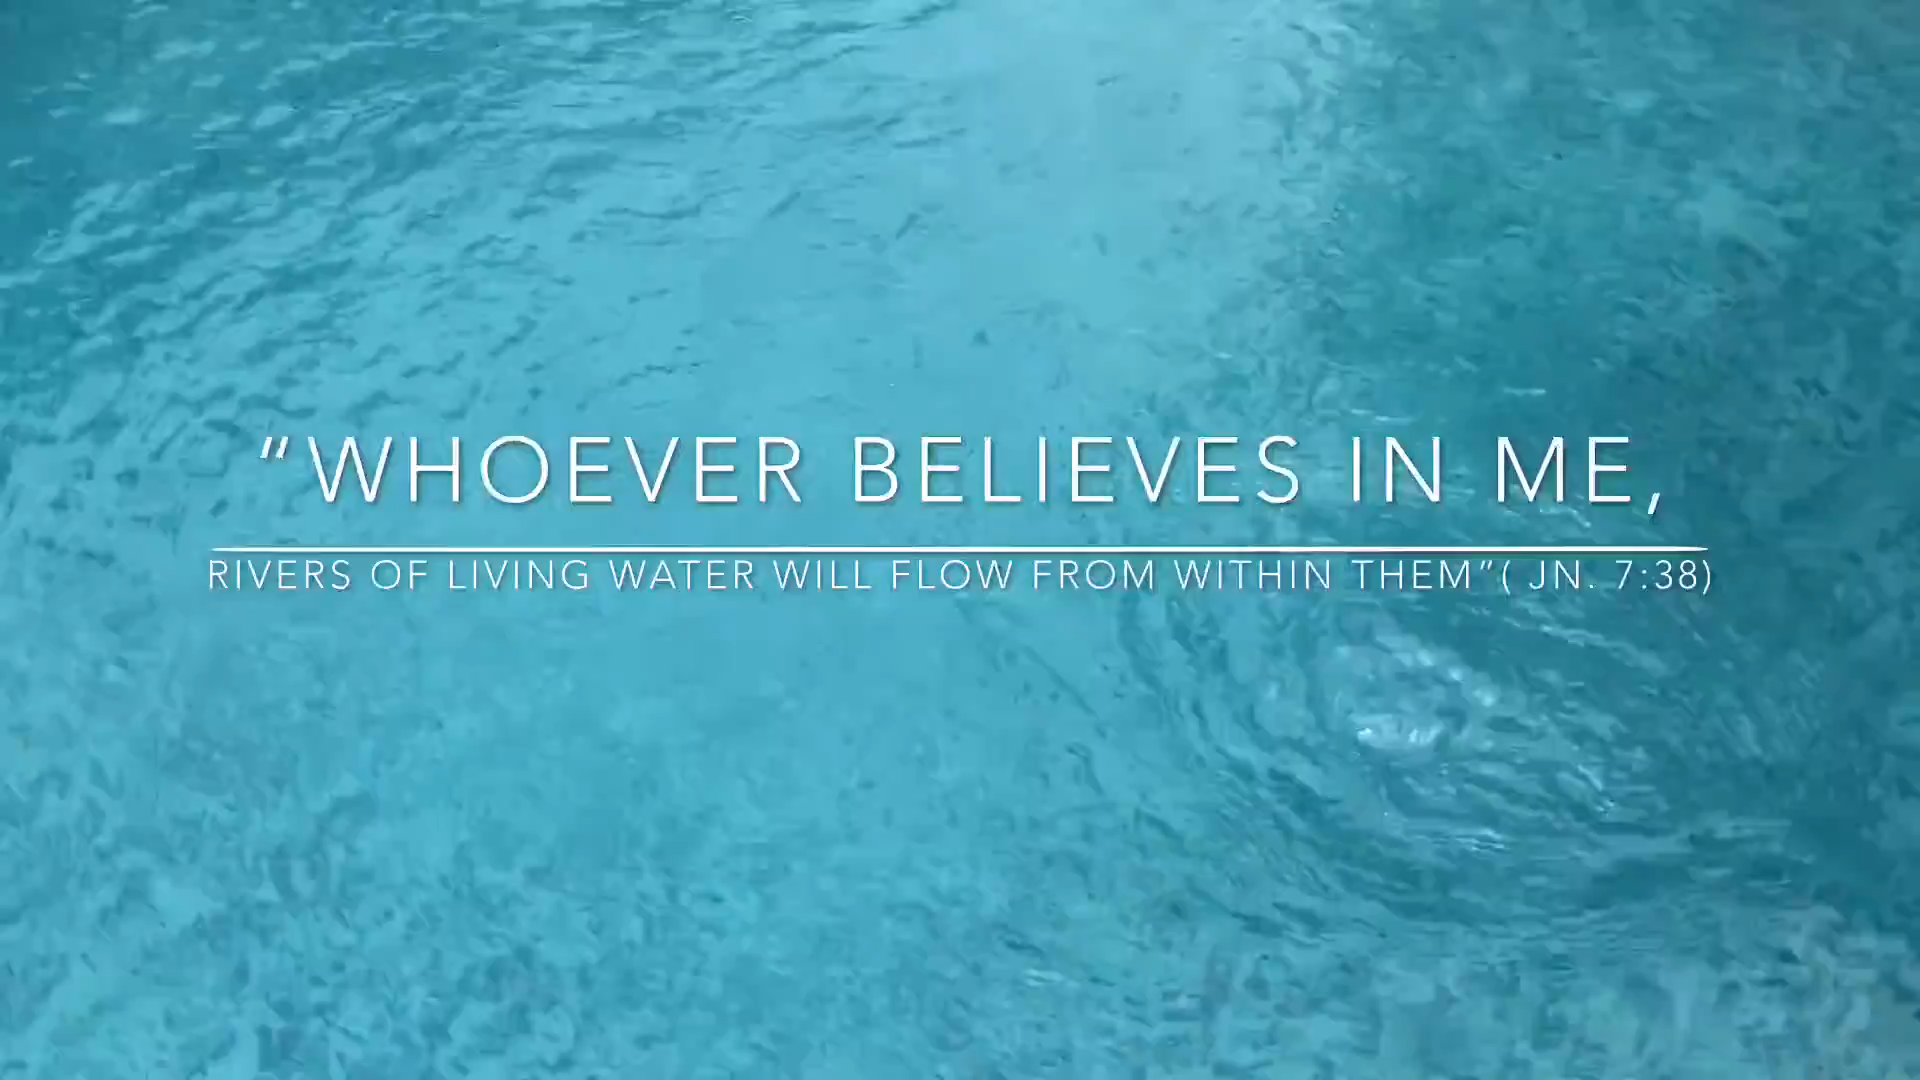 “WHOEVER BELIEVES IN ME,
RIVERS OF LIVING WATER WILL FLOW FROM WITHIN THEM”( JN. 7:38)